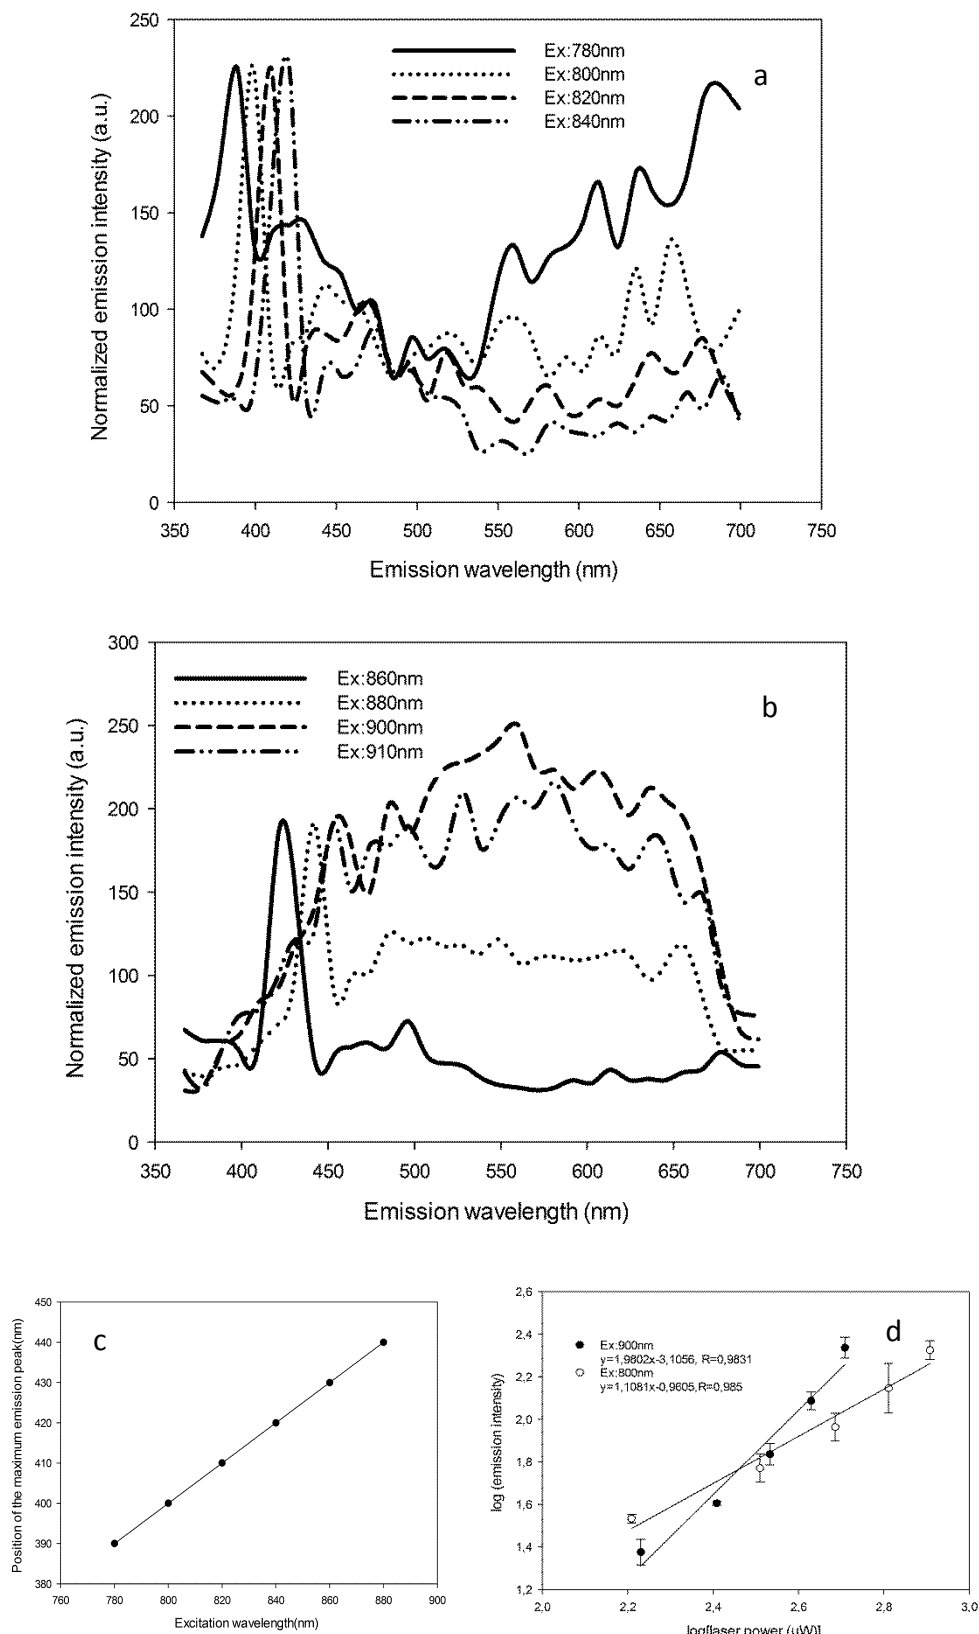 250
200
150
100
50
0
350 400 450 500 550 600 650 700 750
Normalized emission intensity (a.u.)
Emission wavelength (nm)
Ex:780nm
Ex:800nm
Ex:820nm
Ex:840nm
a
300
250
200
150
100
50
0
350 400 450 500 550 600 650 700 750
Normalized emission intensity (a.u.)
Emission wavelength (nm)
Ex:860nm
Ex:880nm
Ex:900nm
Ex:910nm
b
450
440
430
420
410
400
390
380
760 780 800 820 840 860 880 900
Position of the maximum emission peak(nm)
Excitation wavelength(nm)
c
2,6
2,4
2,2
2,0
1,8
1,6
1,4
1,2
2,0 2,2 2,4 2,6 2,8 3,0
log (emission intensity)
log[laser power (µW)]
Ex:900nm
y=1,9802x-3,1056, R=0,9831
Ex:800nm
y=1,1081x-0,9605,R=0,985
d